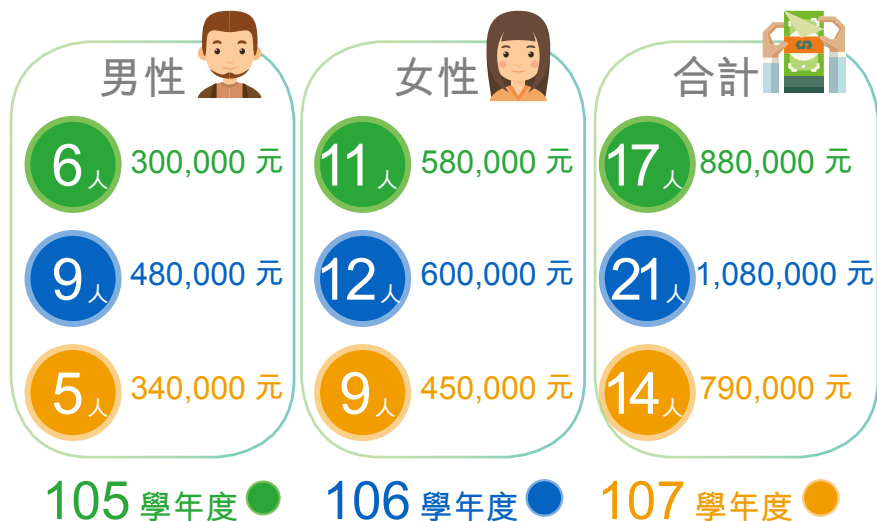 男性 女性 合計
6人 300,000 元 11人 580,000 元 17人 880,000 元
9人 480,000 元 12人 600,000 元 21人 1,080,000 元
5人 340,000 元 9人 450,000 元 14人 790,000 元
105 學年度 106 學年度 107 學年度